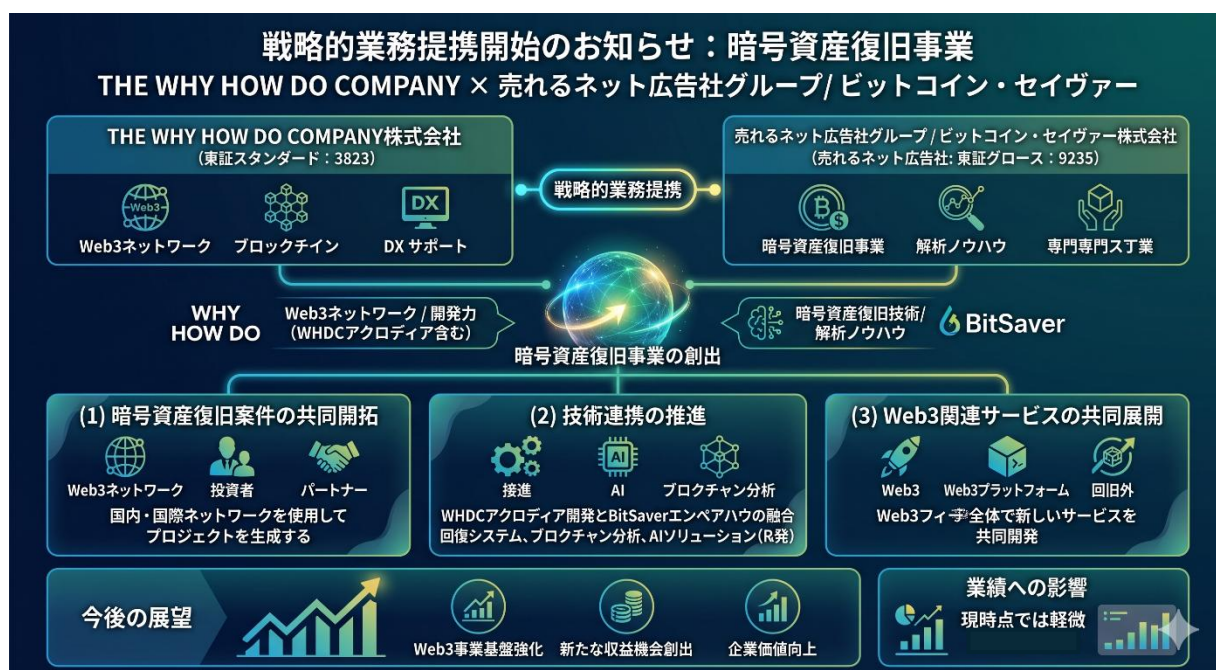 戦略的業務提携開始のお知らせ：暗号資産復旧事業
THE WHY HOW DO COMPANY × 売れるネット広告社グループ/ ビットコイン・セイヴァー
THE WHY HOW DO COMPANY株式会社
（東証スタンダード：3823）
Web3
DX
Web3ネットワーク
ブロックチイン
DX サポート
戦略的業務提携
売れるネット広告社グループ / ビットコイン・セイヴァー株式会社
（売れるネット広告社: 東証グロース：9235）
暗号資産復旧事業
解析ノウハウ
専門専門ス丁業
WHY
HOW DO
Web3ネットワーク / 開発力
（WHDCアクロディア含む）
暗号資産復旧技術/
解析ノウハウ
BitSaver
暗号資産復旧事業の創出
(1) 暗号資産復旧案件の共同開拓
Web3ネットワーク
投資者
パートナー
国内・国際ネットワークを使用して
プロジェクトを生成する
(2) 技術連携の推進
AI
接進
AI
ブロクチャン分析
WHDCアクロディア開発とBitSaverエンペアハウの融合
回復システム、ブロクチャン分析、AIソリューション（R発）
(3) Web3関連サービスの共同展開
Web3
Web3プラットフォーム
回旧外
Web3フィ全体で新しいサービスを
共同開発
今後の展望
Web3事業基盤強化
新たな収益機会創出
企業価値向上
業績への影響
現時点では軽微